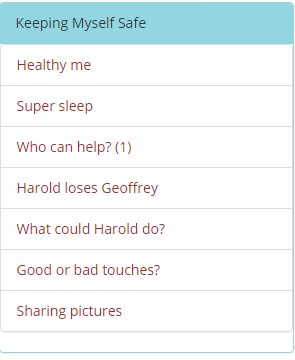 Keeping Myself Safe
Healthy me
Super sleep
Who can help? (1)
Harold loses Geoffrey
What could Harold do?
Good or bad touches?
Sharing pictures